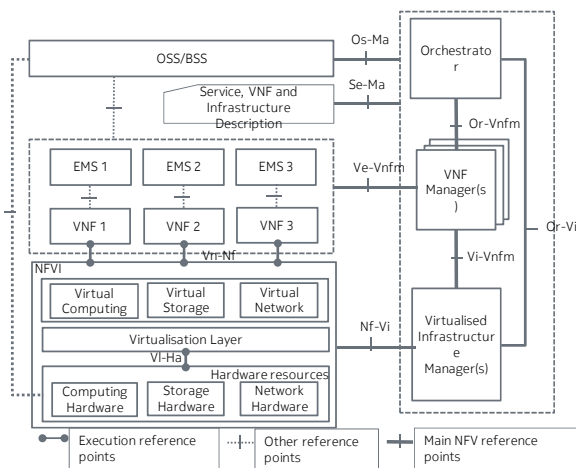 Os-Ma
OSS/BSS
Orchestrato
r
Se-Ma
Service, VNF and
Infrastructure
Description
Or-Vnfm
EMS 1
EMS 2
EMS 3
Ve-Vnfm
VNF
Manager(s
)
VNF 1
VNF 2
VNF 3
Or-Vi
Vn-Nf
NFVI
Vi-Vnfm
Virtual
Computing
Virtual
Storage
Virtual
Network
Virtualised
Infrastructur
e
Manager(s)
Nf-Vi
Virtualisation Layer
Vl-Ha
Hardware resources
Computing
Hardware
Storage
Hardware
Network
Hardware
Execution reference
points
Other reference
points
Main NFV reference
points